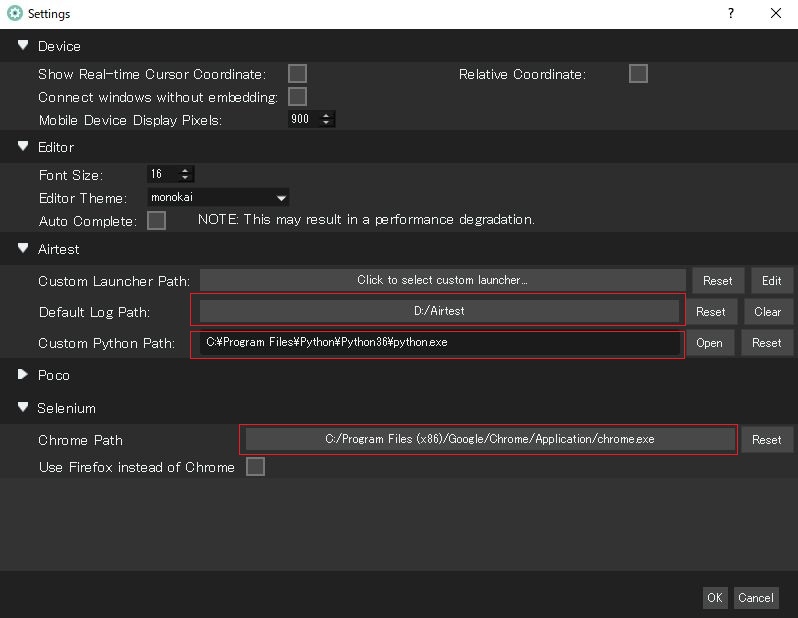 Settings
?
Device
Show Real-time Cursor Coordinate:
Relative Coordinate:
Connect windows without embedding:
Mobile Device Display Pixels:
900
Editor
Font Size:
16
Editor Theme:
monokai
Auto Complete:
NOTE: This may result in a performance degradation.
Airtest
Custom Launcher Path:
Click to select custom launcher...
Reset
Edit
Default Log Path:
D:/Airtest
Reset
Clear
Custom Python Path:
C:¥Program Files¥Python¥Python36¥python.exe
Open
Reset
Poco
Selenium
Chrome Path
C:/Program Files (x86)/Google/Chrome/Application/chrome.exe
Reset
Use Firefox instead of Chrome
OK
Cancel